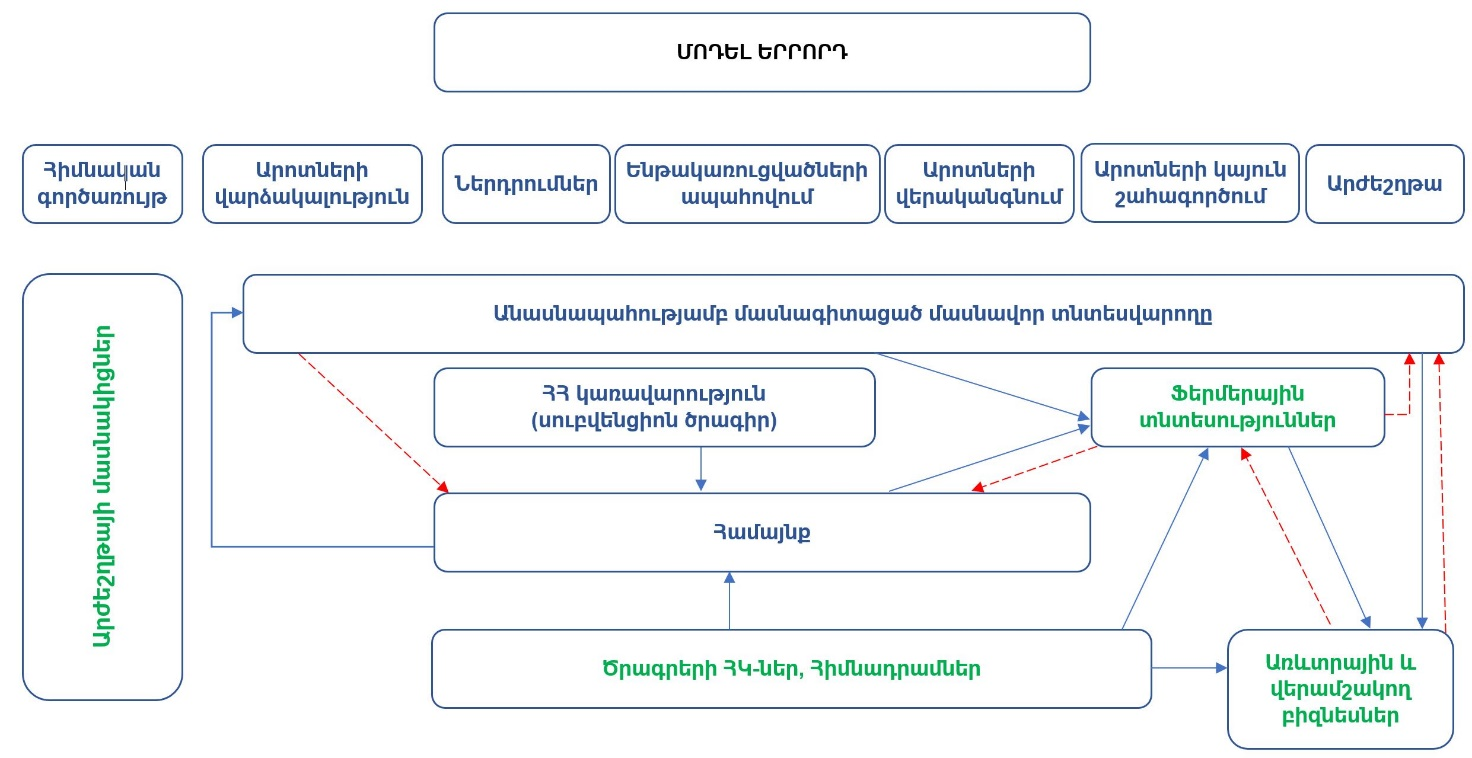 ՄՈԴԵԼ ԵՐՐՈՐԴ
Հիմնական
գործառույթ
Արոտների
վարձակալություն
Ներդրումներ
Ենթակառուցվածների
ապահովում
Արոտների
վերականգնում
Արոտների կայուն
շահագործում
Արժեշղթա
Արժեշղթայի մասնակիցներ
Անասնապահությամբ մասնագիտացած մասնավոր տնտեսվարողը
ՀՀ կառավարություն
(սուբվենցիոն ծրագիր)
Ֆերմերային
տնտեսություններ
Համայնք
Ծրագրերի ՀԿ-ներ, Հիմնադրամներ
Առևտրային և
վերամշակող
բիզնեսներ